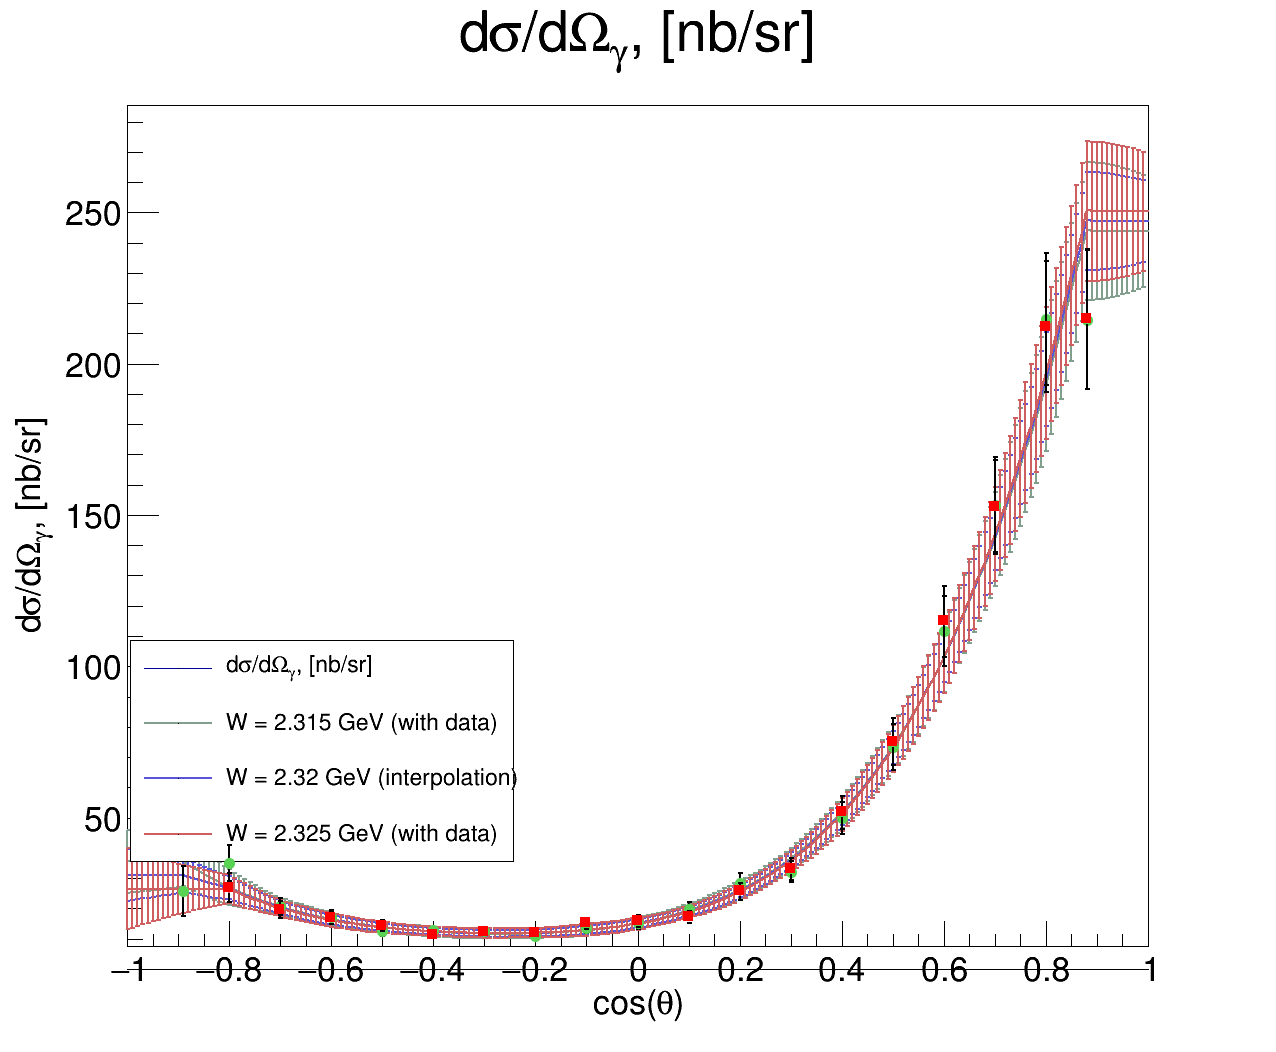 dσ/dΩγ, [nb/sr]
dσ/dΩγ, [nb/sr]
250
200
150
100
50
dσ/dΩγ, [nb/sr]
W = 2.315 GeV (with data)
W = 2.32 GeV (interpolation)
W = 2.325 GeV (with data)
−1 −0.8 −0.6 −0.4 −0.2 0 0.2 0.4 0.6 0.8 1
cos(θ)